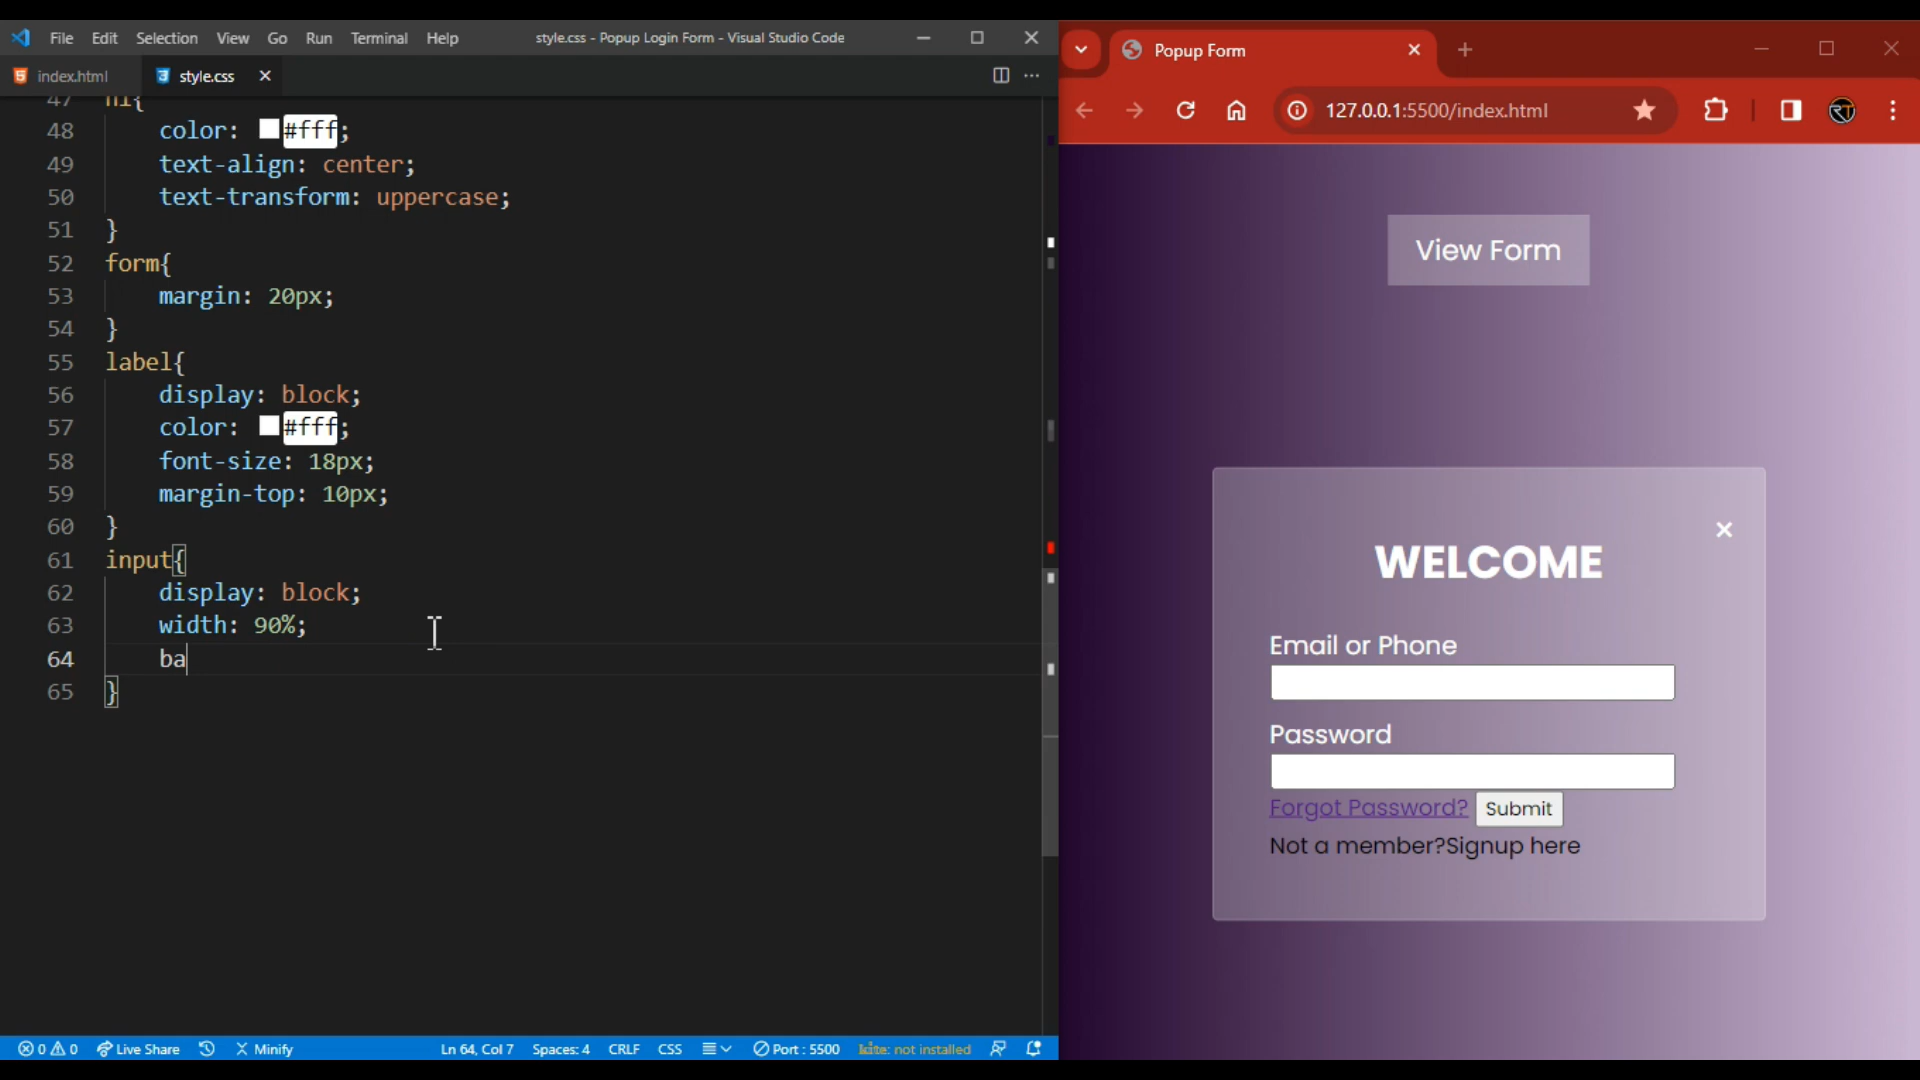 File Edit Selection View Go Run Terminal Help style.css - Popup Login Form - Visual Studio Code
index.html style.css
47 h1{
48 color: #fff;
49 text-align: center;
50 text-transform: uppercase;
51 }
52 form{
53 margin: 20px;
54 }
55 label{
56 display: block;
57 color: #fff;
58 font-size: 18px;
59 margin-top: 10px;
60 }
61 input{
62 display: block;
63 width: 90%;
64 ba
65 }
0 0 Live Share Minify Ln 64, Col 7 Spaces: 4 CRLF CSS Port : 5500 kite: not installed
Popup Form
127.0.0.1:5500/index.html
View Form
×
WELCOME
Email or Phone
Password
Forgot Password? Submit
Not a member?Signup here